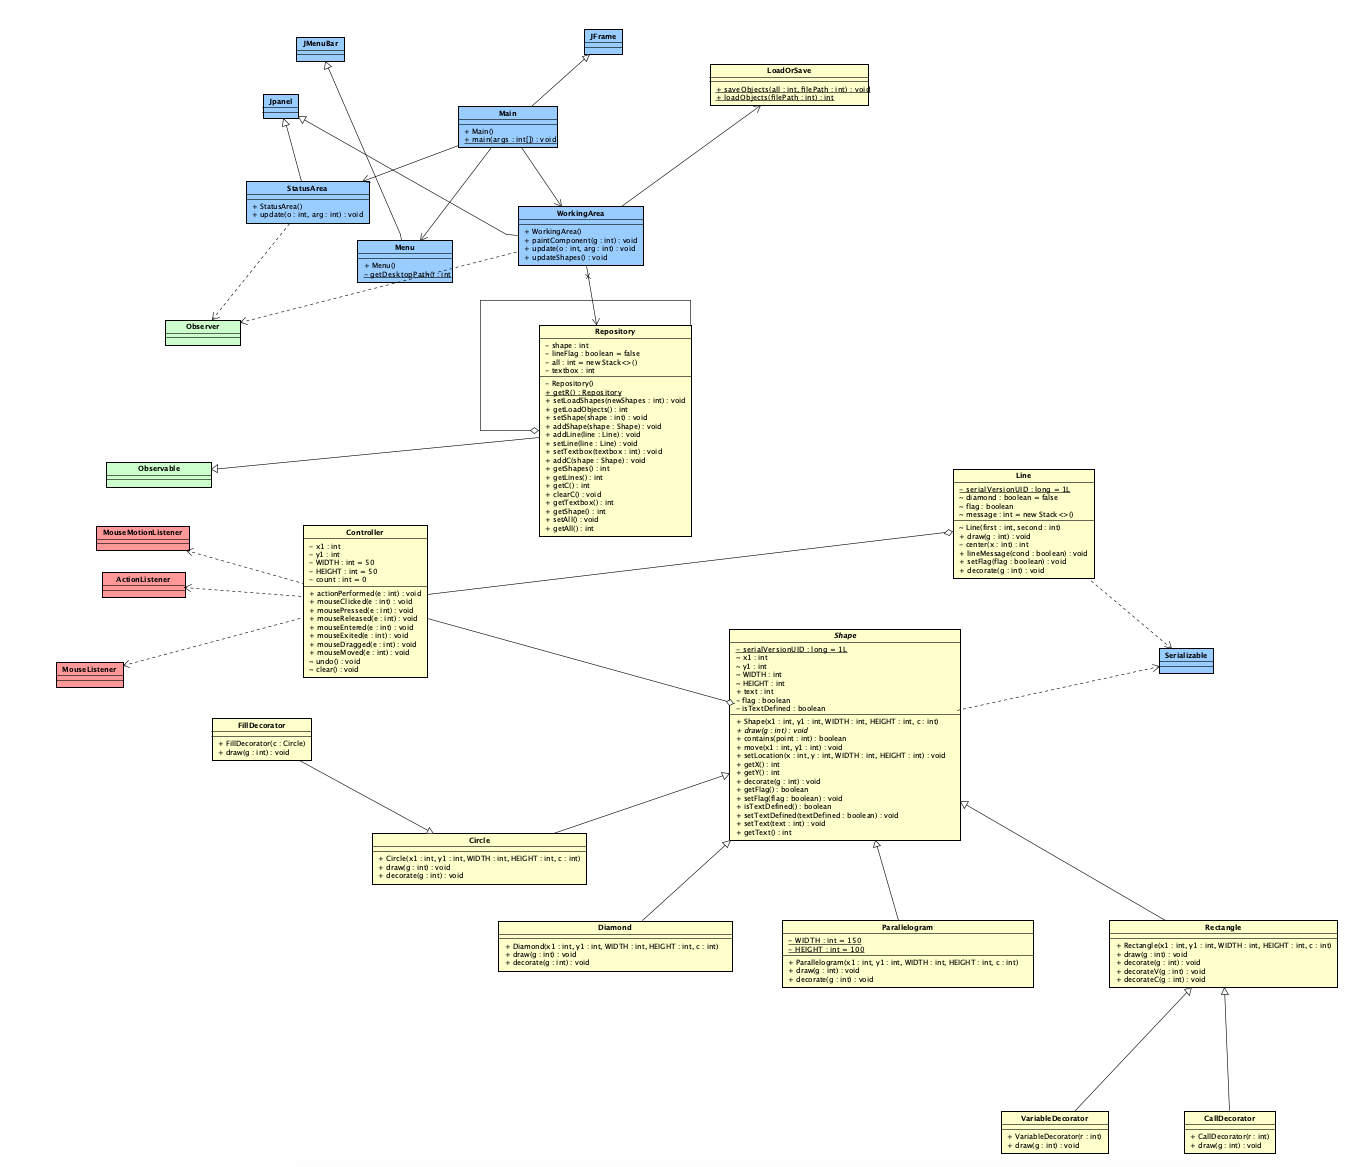 JFrame
JMenuBar
LoadOrSave
+ saveObjects(all : int, filePath : int) : void
+ loadObjects(filePath : int) : int
Jpanel
Main
+ Main()
+ main(args : int[]) : void
StatusArea
+ StatusArea()
+ update(o : int, arg : int) : void
WorkingArea
+ WorkingArea()
+ paintComponent(g : int) : void
+ update(o : int, arg : int) : void
+ updateShapes() : void
Menu
+ Menu()
- getDesktopPath() : int
Observer
Repository
- shape : int
- lineFlag : boolean = false
- all : int = new Stack<>()
- textbox : int
- Repository()
+ getR() : Repository
+ setLoadShapes(newShapes : int) : void
+ getLoadObjects() : int
+ setShape(shape : int) : void
+ addShape(shape : Shape) : void
+ addLine(line : Line) : void
+ setLine(line : Line) : void
+ setTextbox(textbox : int) : void
+ addC(shape : Shape) : void
+ getShapes() : int
+ getLines() : int
+ getC() : int
+ clearC() : void
+ getTextbox() : int
+ getShape() : int
+ setAll() : void
+ getAll() : int
Observable
Line
- serialVersionUID : long = 1L
~ diamond : boolean = false
~ flag : boolean
~ message : int = new Stack<>()
~ Line(first : int, second : int)
+ draw(g : int) : void
- center(x : int) : int
+ lineMessage(cond : boolean) : void
+ setFlag(flag : boolean) : void
+ decorate(g : int) : void
MouseMotionListener
ActionListener
MouseListener
Controller
- x1 : int
- y1 : int
- WIDTH : int = 50
- HEIGHT : int = 50
- count : int = 0
+ actionPerformed(e : int) : void
+ mouseClicked(e : int) : void
+ mousePressed(e : int) : void
+ mouseReleased(e : int) : void
+ mouseEntered(e : int) : void
+ mouseExited(e : int) : void
+ mouseDragged(e : int) : void
+ mouseMoved(e : int) : void
~ undo() : void
~ clear() : void
Shape
- serialVersionUID : long = 1L
~ x1 : int
~ y1 : int
~ WIDTH : int
~ HEIGHT : int
+ text : int
- flag : boolean
- isTextDefined : boolean
+ Shape(x1 : int, y1 : int, WIDTH : int, HEIGHT : int, c : int)
+ draw(g : int) : void
+ contains(point : int) : boolean
+ move(x1 : int, y1 : int) : void
+ setLocation(x : int, y : int, WIDTH : int, HEIGHT : int) : void
+ getX() : int
+ getY() : int
+ decorate(g : int) : void
+ getFlag() : boolean
+ setFlag(flag : boolean) : void
+ isTextDefined() : boolean
+ setTextDefined(textDefined : boolean) : void
+ setText(text : int) : void
+ getText() : int
Serializable
FillDecorator
+ FillDecorator(c : Circle)
+ draw(g : int) : void
Circle
+ Circle(x1 : int, y1 : int, WIDTH : int, HEIGHT : int, c : int)
+ draw(g : int) : void
+ decorate(g : int) : void
Diamond
+ Diamond(x1 : int, y1 : int, WIDTH : int, HEIGHT : int, c : int)
+ draw(g : int) : void
+ decorate(g : int) : void
Parallelogram
- WIDTH : int = 150
- HEIGHT : int = 100
+ Parallelogram(x1 : int, y1 : int, WIDTH : int, HEIGHT : int, c : int)
+ draw(g : int) : void
+ decorate(g : int) : void
Rectangle
+ Rectangle(x1 : int, y1 : int, WIDTH : int, HEIGHT : int, c : int)
+ draw(g : int) : void
+ decorate(g : int) : void
+ decorateV(g : int) : void
+ decorateC(g : int) : void
VariableDecorator
+ VariableDecorator(r : int)
+ draw(g : int) : void
CallDecorator
+ CallDecorator(r : int)
+ draw(g : int) : void